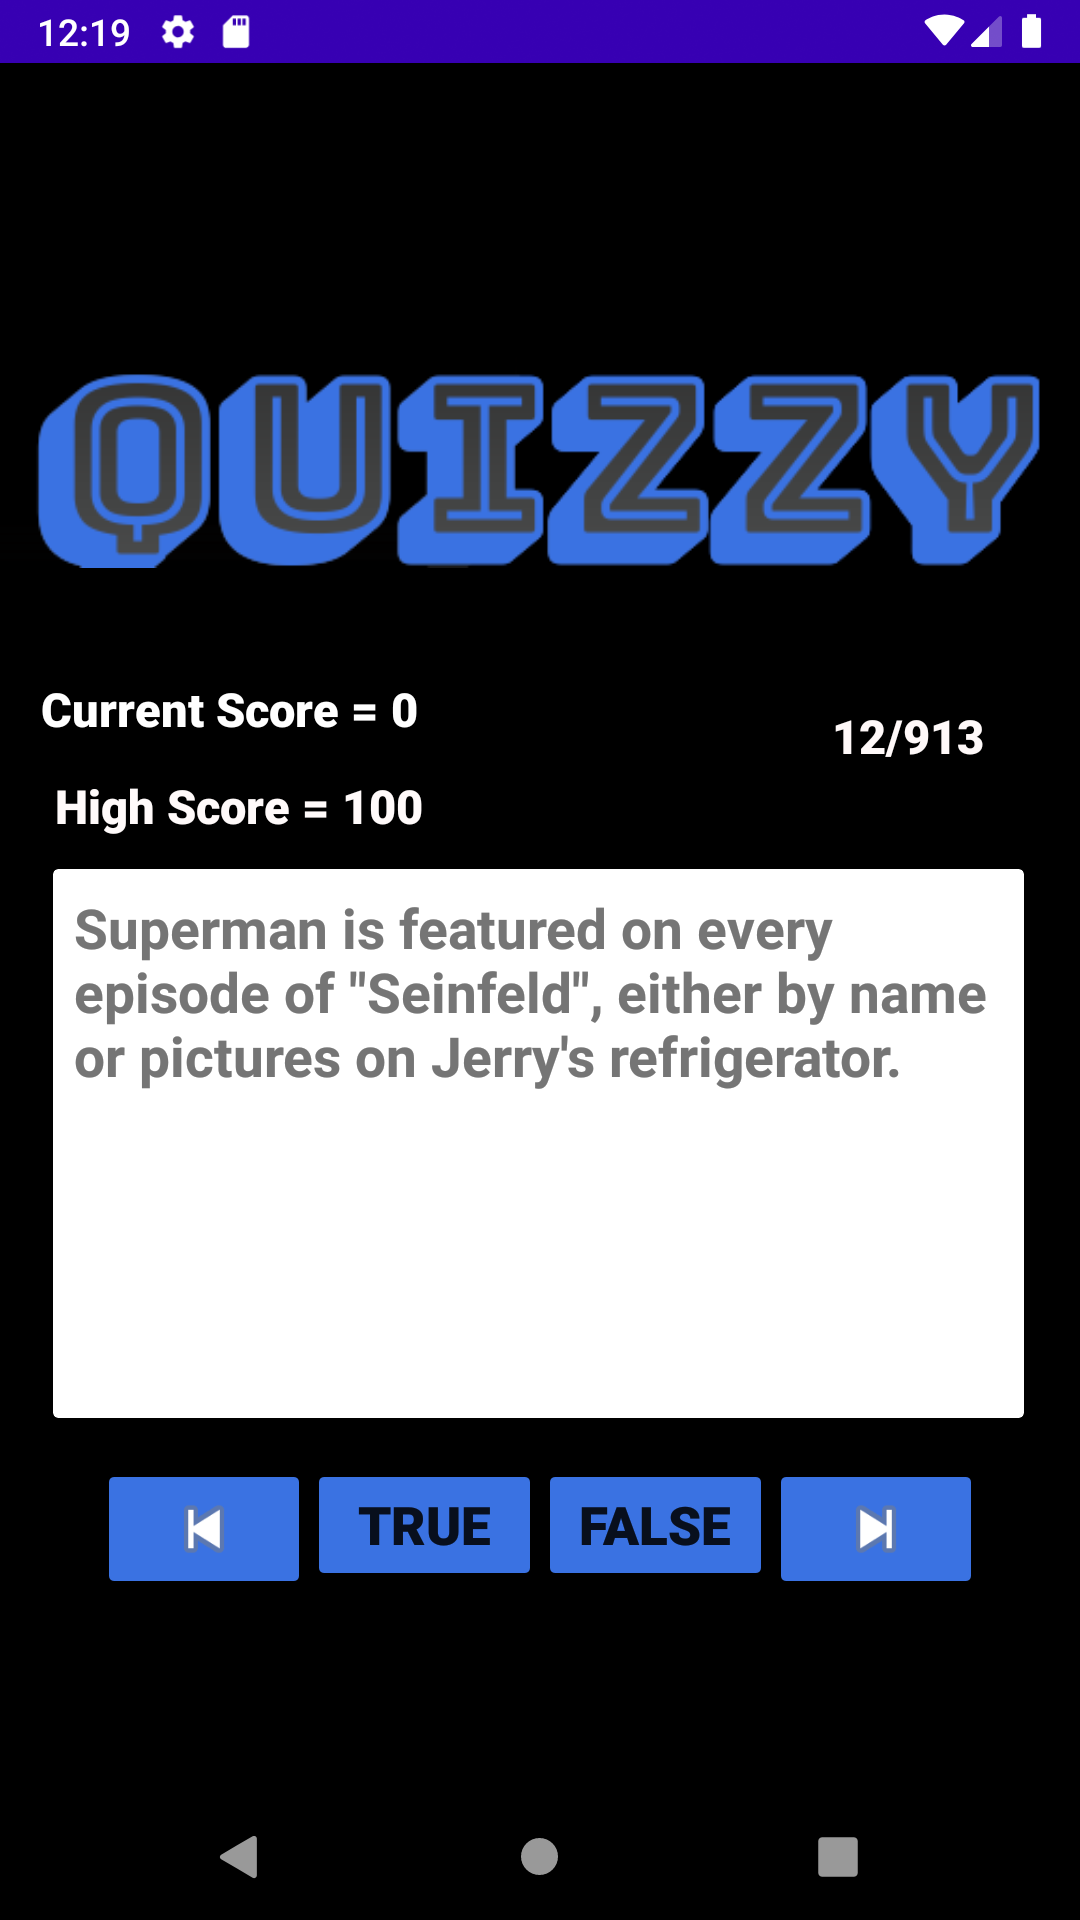 12:19
QUIZZY
Current Score = 0
12/913
High Score = 100
Superman is featured on every
episode of "Seinfeld", either by name
or pictures on Jerry's refrigerator.
TRUE FALSE